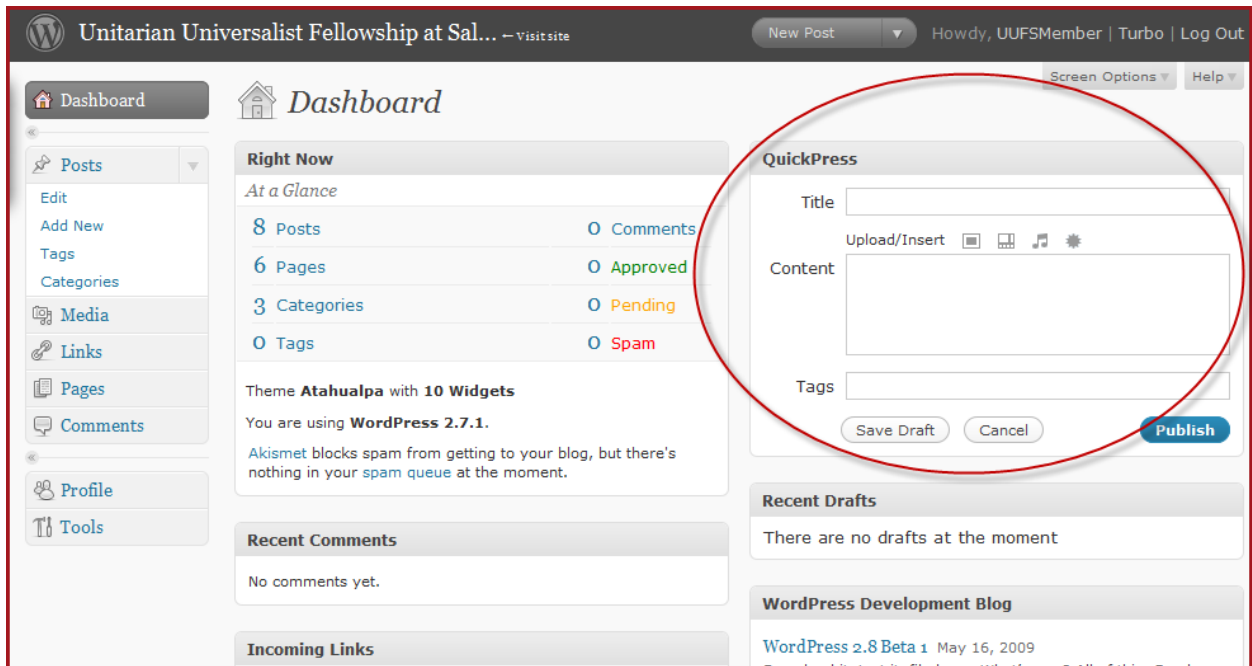 Unitarian Universalist Fellowship at Sal... ← Visit site
New Post
Howdy, UUFSMember | Turbo | Log Out
Screen Options
Help
Dashboard
Posts
Edit
Add New
Tags
Categories
Media
Links
Pages
Comments
Profile
Tools
Dashboard
Right Now
At a Glance
8 Posts 0 Comments
6 Pages 0 Approved
3 Categories 0 Pending
0 Tags 0 Spam
Theme Atahualpa with 10 Widgets
You are using WordPress 2.7.1.
Akismet blocks spam from getting to your blog, but there's
nothing in your spam queue at the moment.
Recent Comments
No comments yet.
Incoming Links
QuickPress
Title
Upload/Insert
Content
Tags
Save Draft Cancel Publish
Recent Drafts
There are no drafts at the moment
WordPress Development Blog
WordPress 2.8 Beta 1 May 16, 2009